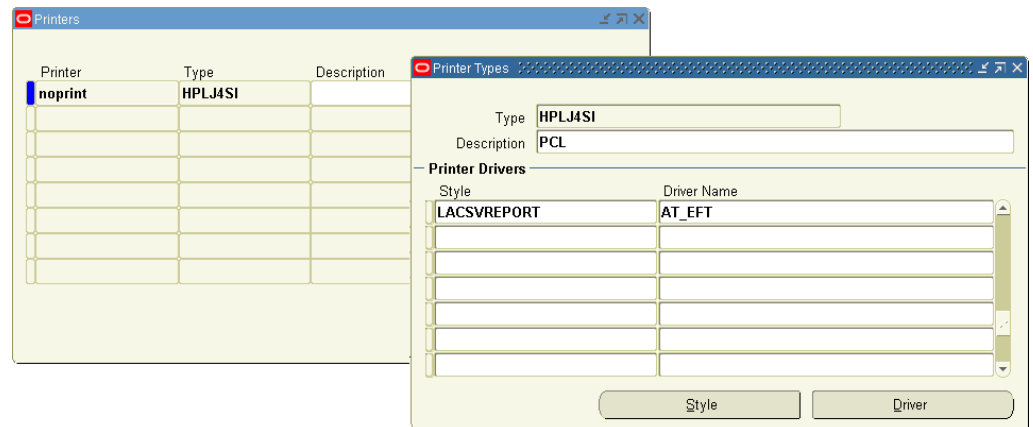 Printers
Printer Type Description
noprint HPLJ4SI
Printer Types
Type HPLJ4SI
Description PCL
Printer Drivers
Style Driver Name
LACSVREPORT AT_EFT
Style Driver